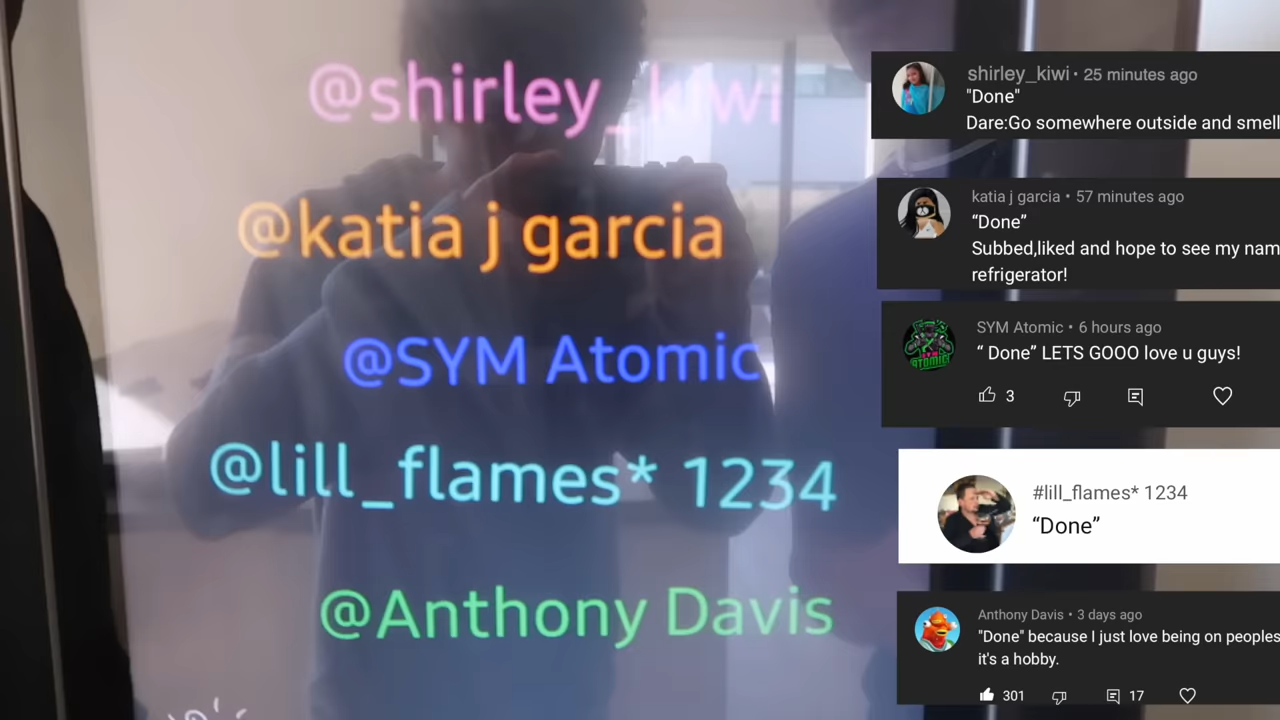 @shirley_kiwi
@katia j garcia
@SYM Atomic
@lill_flames* 1234
@Anthony Davis
shirley_kiwi • 25 minutes ago
"Done"
Dare:Go somewhere outside and smell
katia j garcia • 57 minutes ago
“Done”
Subbed,liked and hope to see my nam
refrigerator!
SYM Atomic • 6 hours ago
“ Done” LETS GOOO love u guys!
3
#lill_flames* 1234
“Done”
Anthony Davis • 3 days ago
"Done" because I just love being on peoples
it's a hobby.
301 17